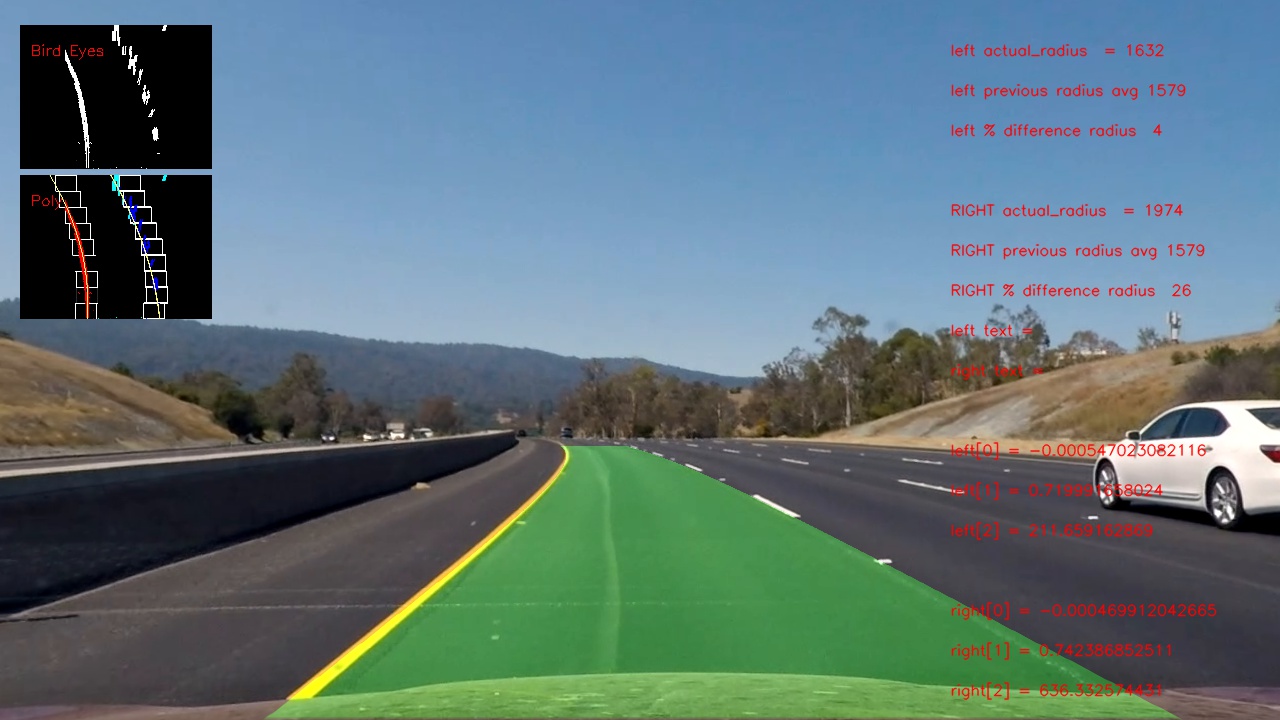 Bird Eyes
Poly
left actual_radius = 1632
left previous radius avg 1579
left % difference radius 4
RIGHT actual_radius = 1974
RIGHT previous radius avg 1579
RIGHT % difference radius 26
left text =
right text =
left[0] = -0.000547023082116
left[1] = 0.719991658024
left[2] = 211.659162869
right[0] = -0.000469912042665
right[1] = 0.742386852511
right[2] = 636.332574431